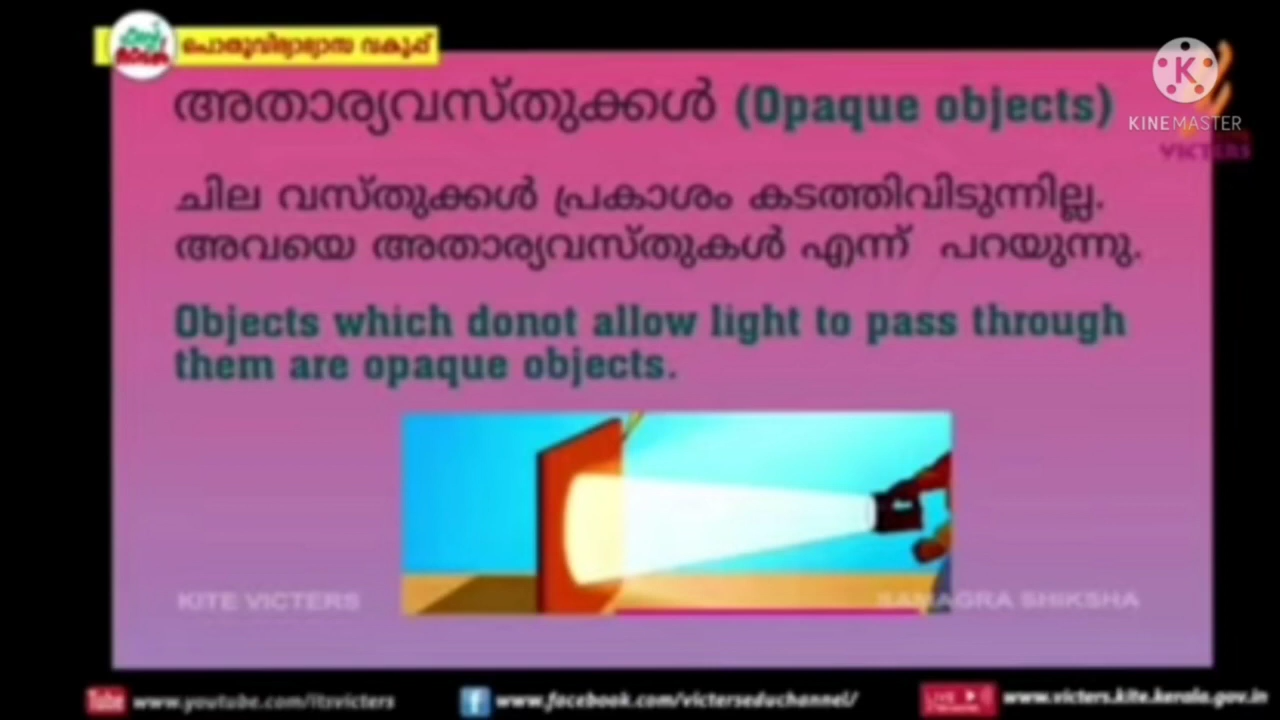 പൊതുവിദ്യാഭ്യാസ വകുപ്പ്
K
KINEMASTER
VICTERS
അതാര്യവസ്തുക്കൾ (Opaque objects)
ചില വസ്തുക്കൾ പ്രകാശം കടത്തിവിടുന്നില്ല.
അവയെ അതാര്യവസ്തുകൾ എന്ന് പറയുന്നു.
Objects which donot allow light to pass through
them are opaque objects.
KITE VICTERS
SAMAGRA SHIKSHA
Tube www.youtube.com/itsvicters
f www.facebook.com/victerseduchannel/
LIVE www.victers.kite.kerala.gov.in